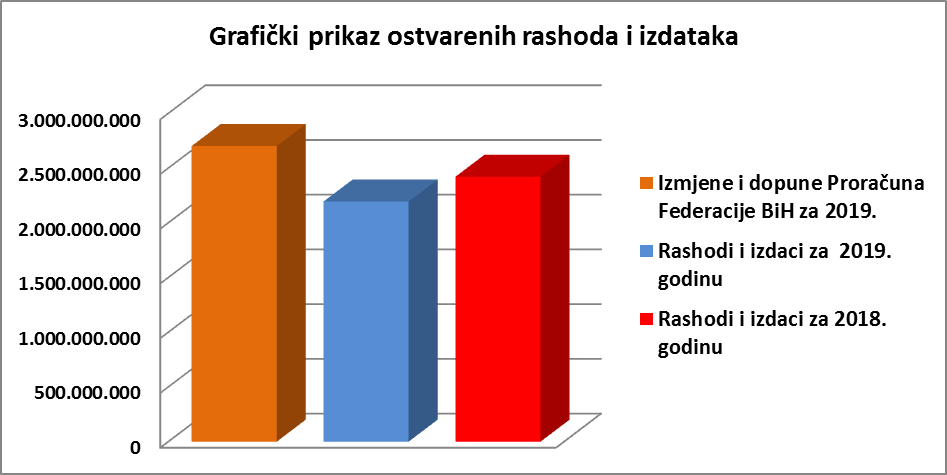 Grafički prikaz ostvarenih rashoda i izdataka
3.000.000.000
2.500.000.000
2.000.000.000
1.500.000.000
1.000.000.000
500.000.000
0
Izmjene i dopune Proračuna
Federacije BiH za 2019.
Rashodi i izdaci za  2019.
godinu
Rashodi i izdaci za 2018.
godinu